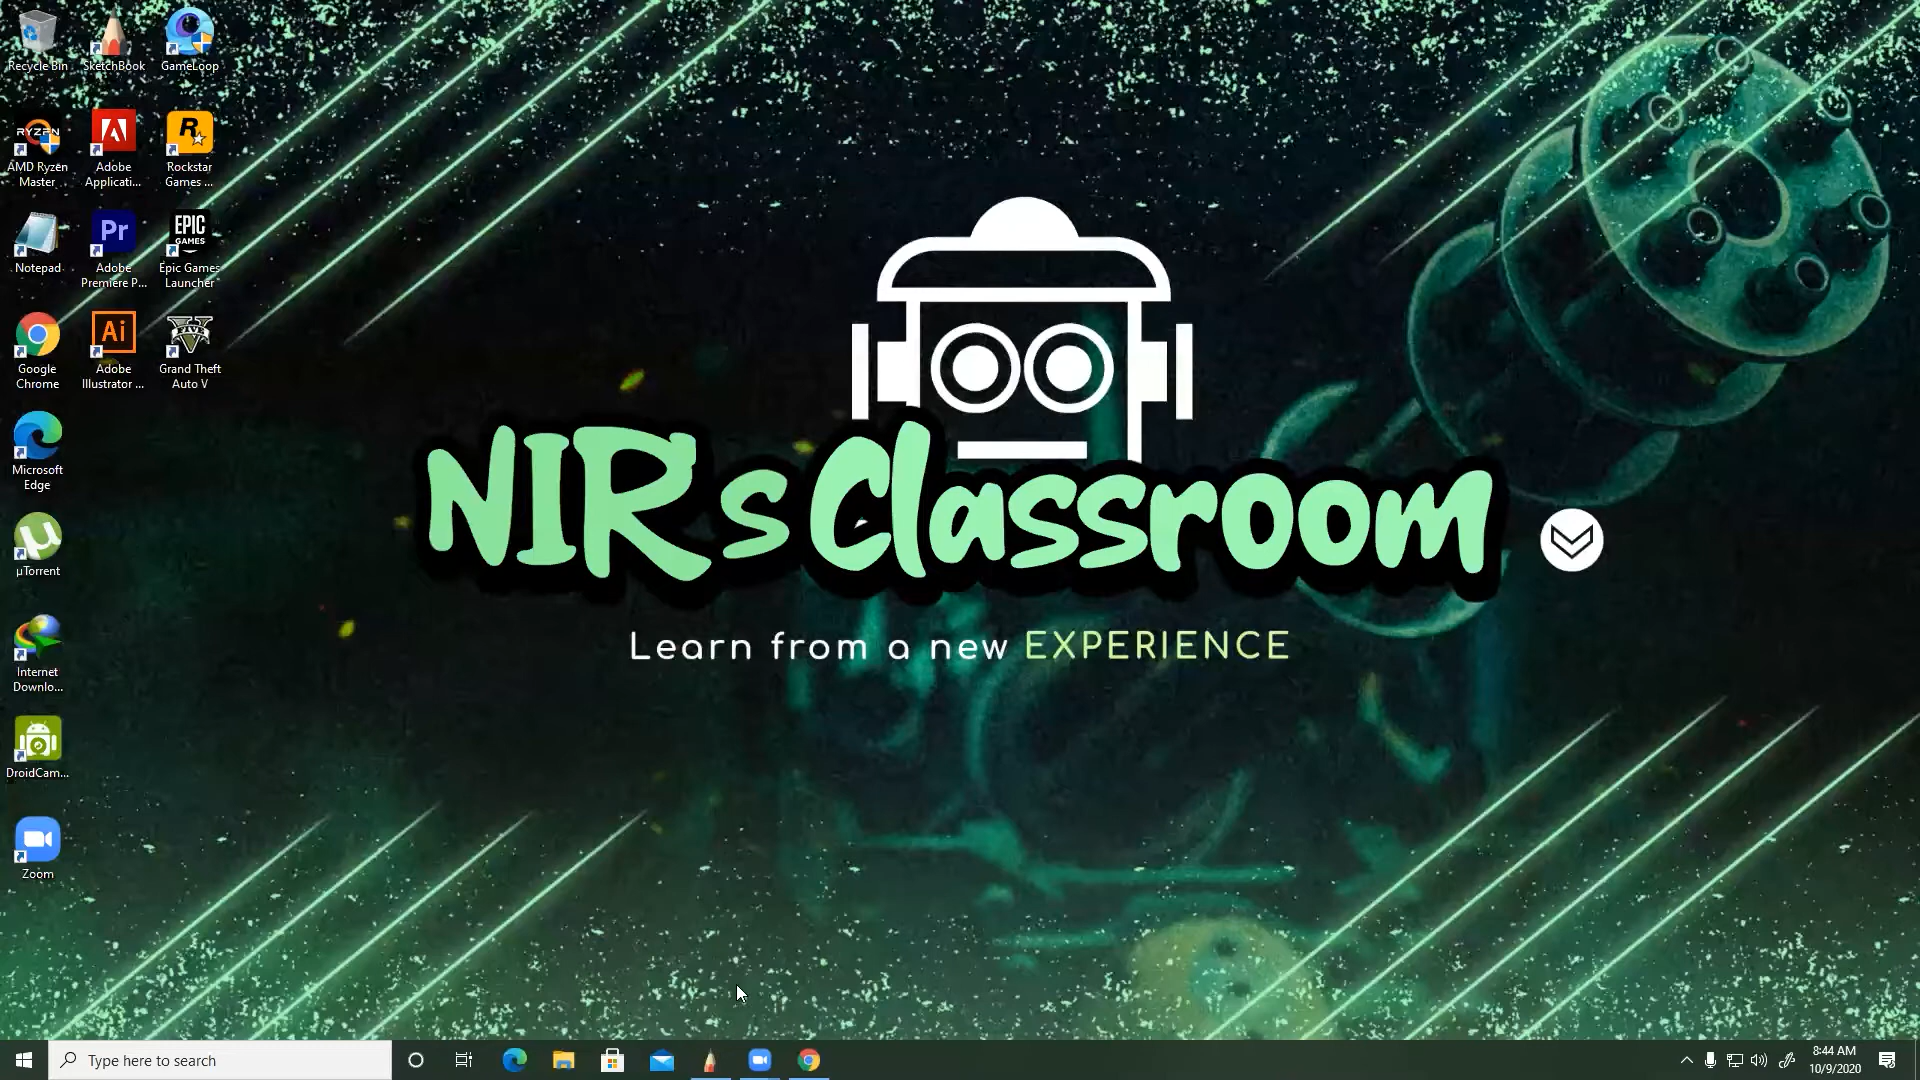 Recycle Bin
SketchBook
GameLoop
RYZEN
AMD Ryzen
Master
Adobe
Applicati...
R
Rockstar
Games ...
Notepad
Pr
Adobe
Premiere P...
EPIC
GAMES
Epic Games
Launcher
Google
Chrome
Ai
Adobe
Illustrator ...
V
FIVE
Grand Theft
Auto V
Microsoft
Edge
µ
µTorrent
Internet
Downlo...
DroidCam...
Zoom
NIR's Classroom
Learn from a new EXPERIENCE
Type here to search
8:44 AM
10/9/2020